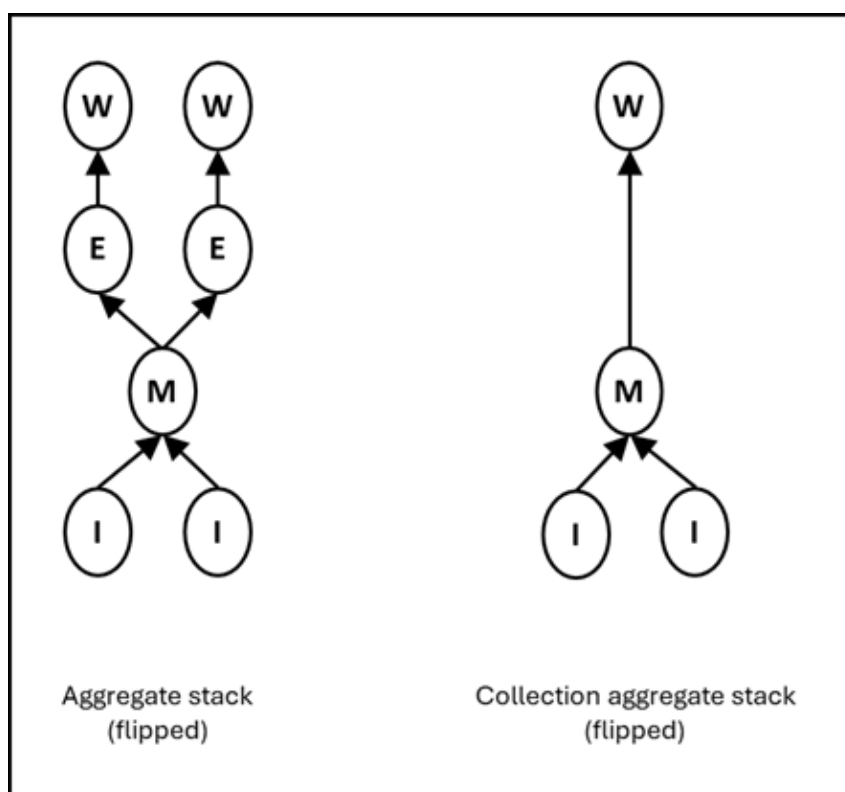 W W
W
E E
M
M
I I
I I
Aggregate stack
(flipped)
Collection aggregate stack
(flipped)